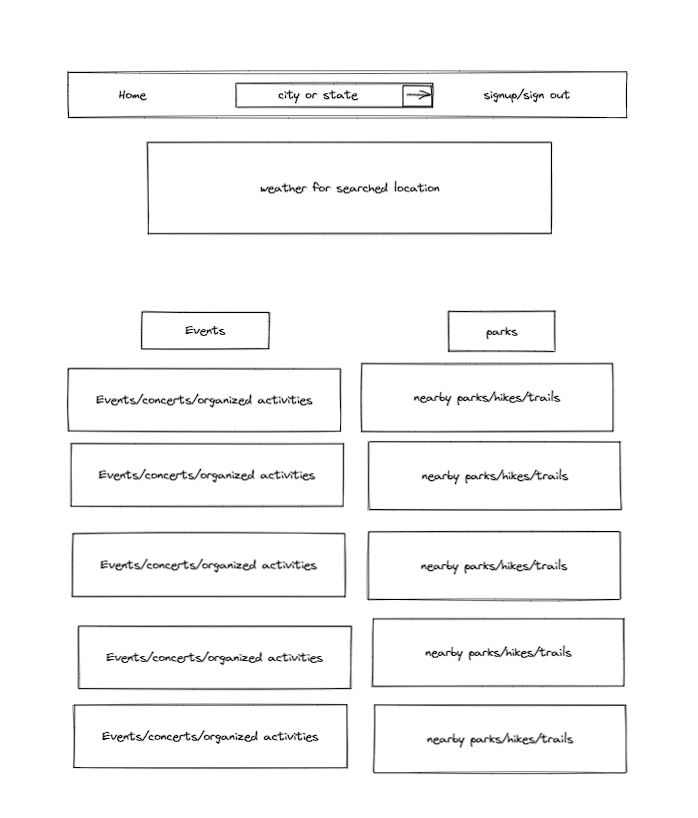 Home
city or state
signup/sign out
weather for searched location
Events
parks
Events/concerts/organized activities
nearby parks/hikes/trails
Events/concerts/organized activities
nearby parks/hikes/trails
Events/concerts/organized activities
nearby parks/hikes/trails
Events/concerts/organized activities
nearby parks/hikes/trails
Events/concerts/organized activities
nearby parks/hikes/trails